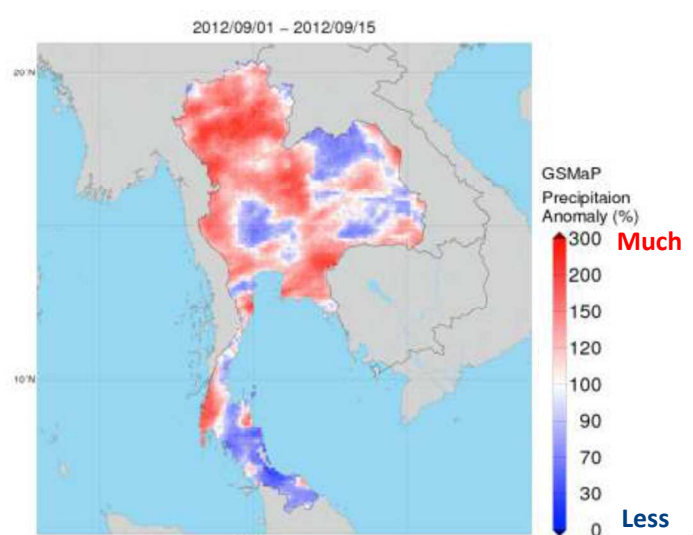 2012/09/01 – 2012/09/15
20˚N
10˚N
GSMaP
Precipitaion
Anomaly (%)
300 Much
200
150
120
100
90
70
30
0 Less